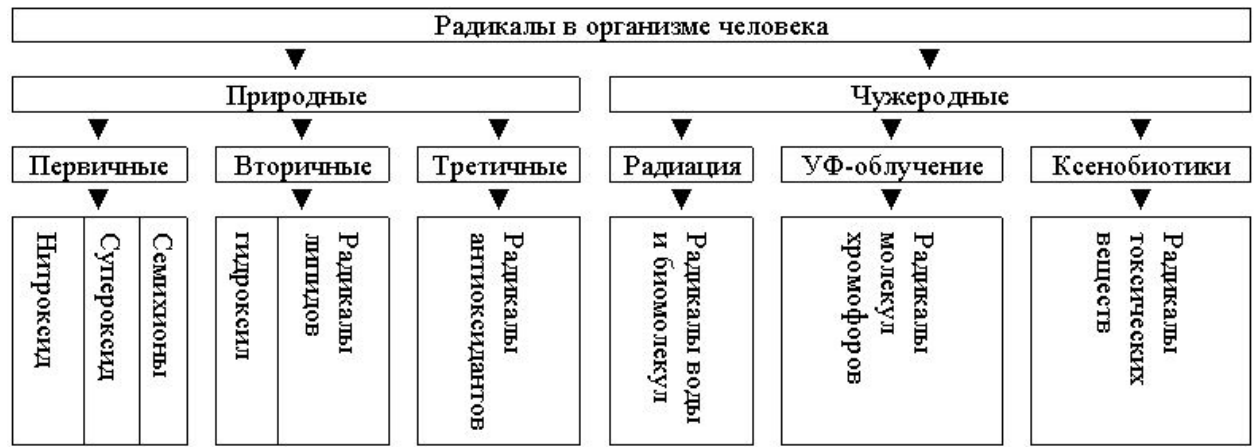 Радикалы в организме человека
Природные
Чужеродные
Первичные
Вторичные
Третичные
Радиация
УФ-облучение
Ксенобиотики
Нитроксид
Супероксид
Семихионы
гидроксил
Радикалы
липидов
Радикалы
антиоксидантов
Радикалы воды
и биомолекул
Радикалы
молекул
хромофоров
Радикалы
токсических
веществ